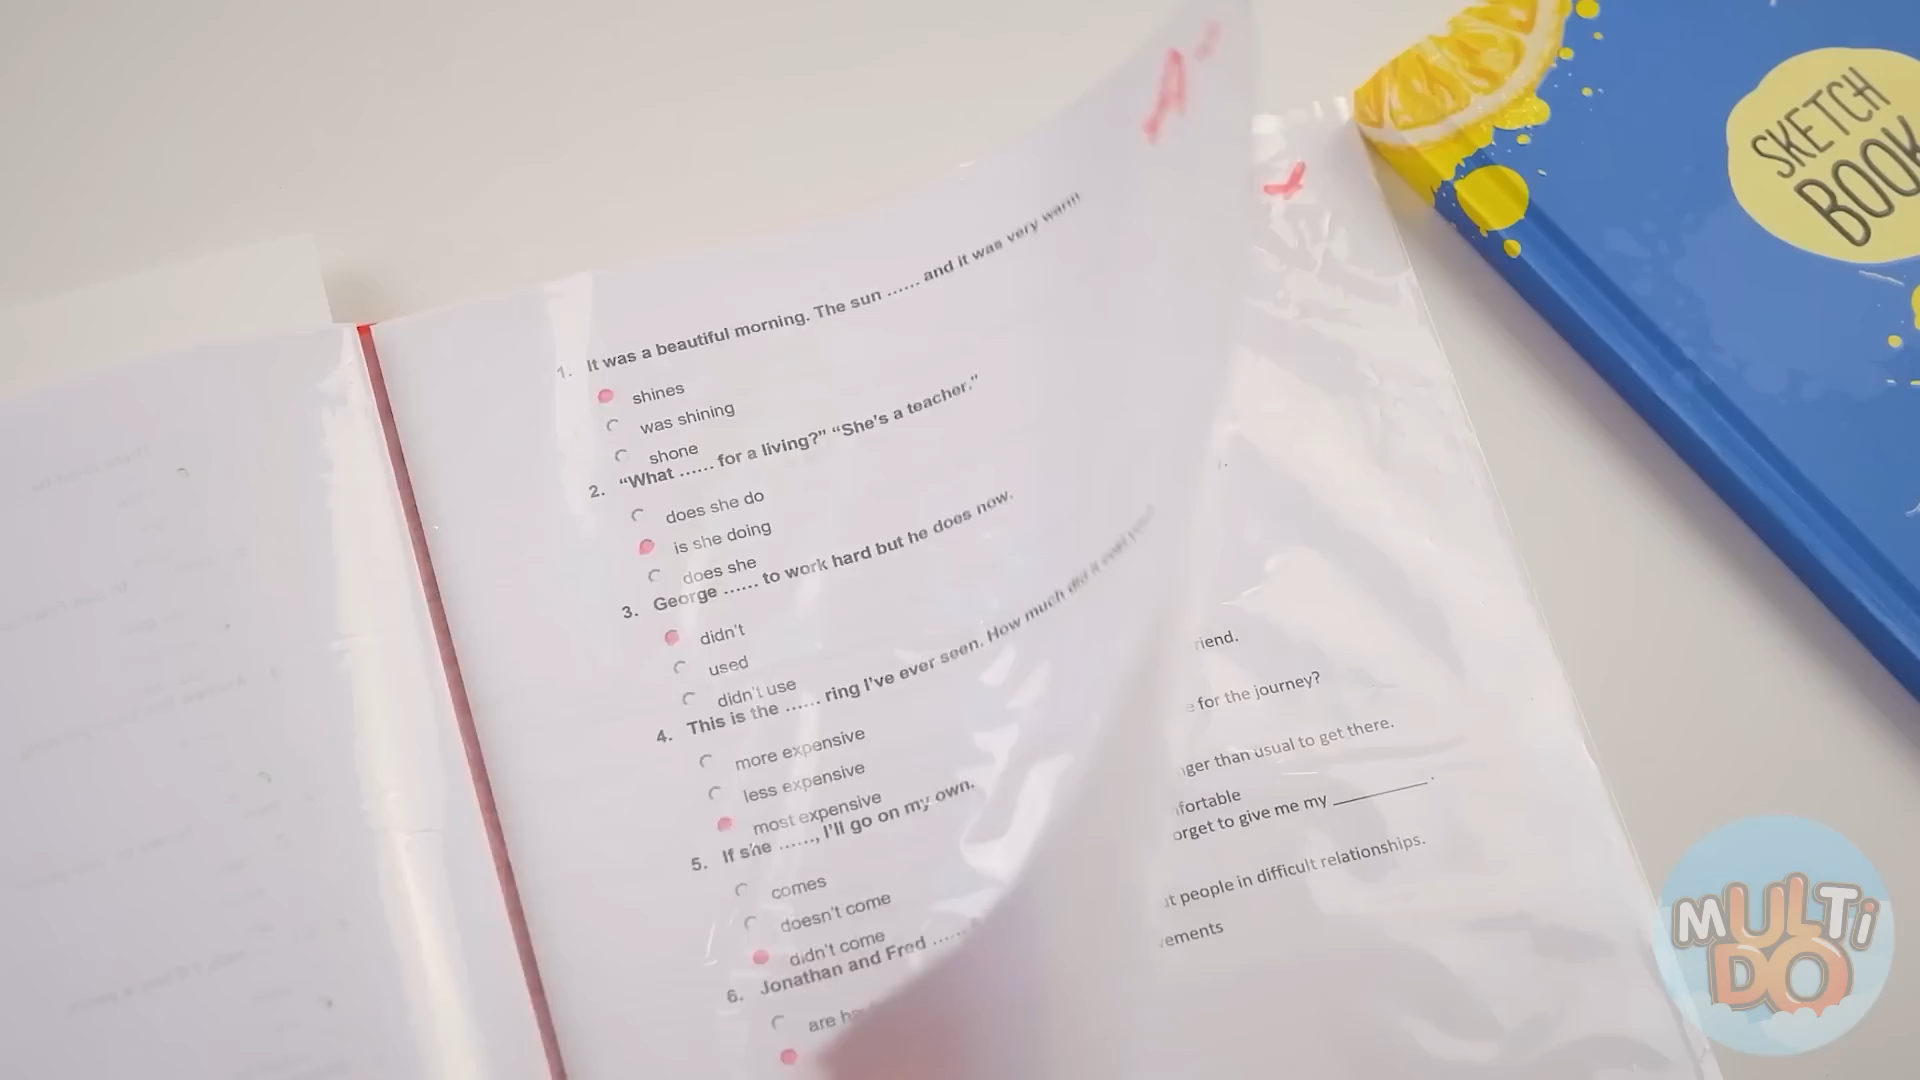 A+
1. It was a beautiful morning. The sun ...... and it was very warm
shines
was shining
shone
2. “What ...... for a living?” “She’s a teacher.”
does she do
is she doing
does she
3. George ...... to work hard but he does now.
didn't
used
didn't use
4. This is the ...... ring I’ve ever seen. How much did it cost
more expensive
less expensive
most expensive
5. If she ......, I’ll go on my own.
comes
doesn't come
didn't come
6. Jonathan and Fred ......
are
for the journey?
than usual to get there.
to give me my ________.
people in difficult relationships.
SKETCH
BOOK
MULTI
DO